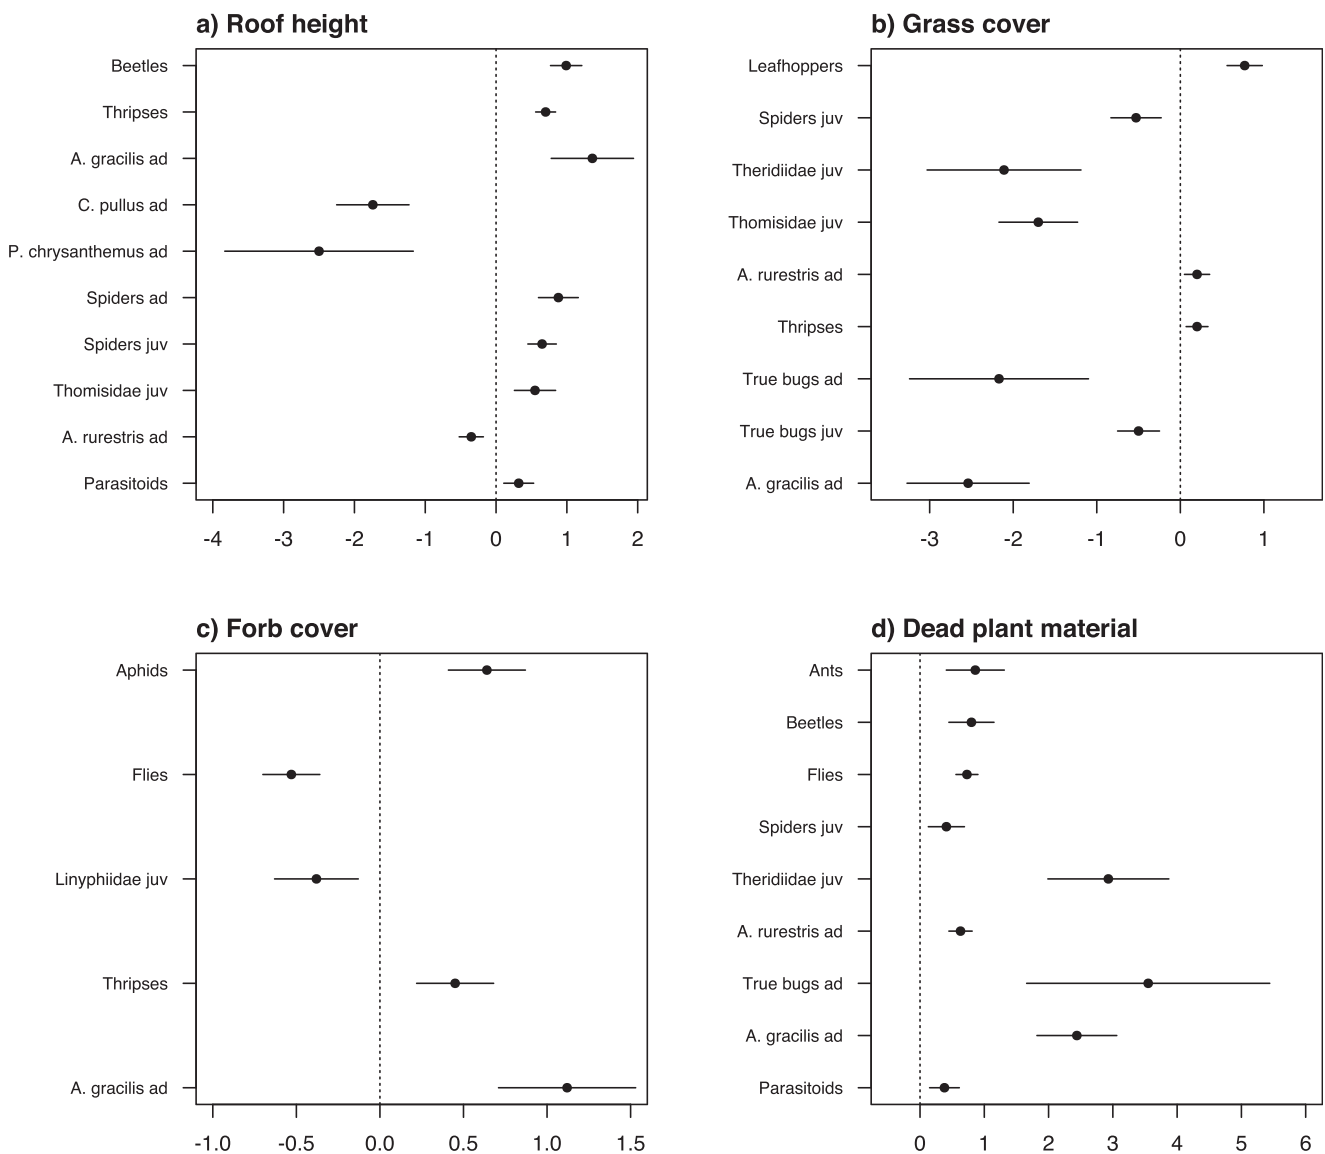 a) Roof height
Beetles
Thripses
A. gracilis ad
C. pullus ad
P. chrysanthemus ad
Spiders ad
Spiders juv
Thomisidae juv
A. rurestris ad
Parasitoids
-4 -3 -2 -1 0 1 2
b) Grass cover
Leafhoppers
Spiders juv
Theridiidae juv
Thomisidae juv
A. rurestris ad
Thripses
True bugs ad
True bugs juv
A. gracilis ad
-3 -2 -1 0 1
c) Forb cover
Aphids
Flies
Linyphiidae juv
Thripses
A. gracilis ad
-1.0 -0.5 0.0 0.5 1.0 1.5
d) Dead plant material
Ants
Beetles
Flies
Spiders juv
Theridiidae juv
A. rurestris ad
True bugs ad
A. gracilis ad
Parasitoids
0 1 2 3 4 5 6